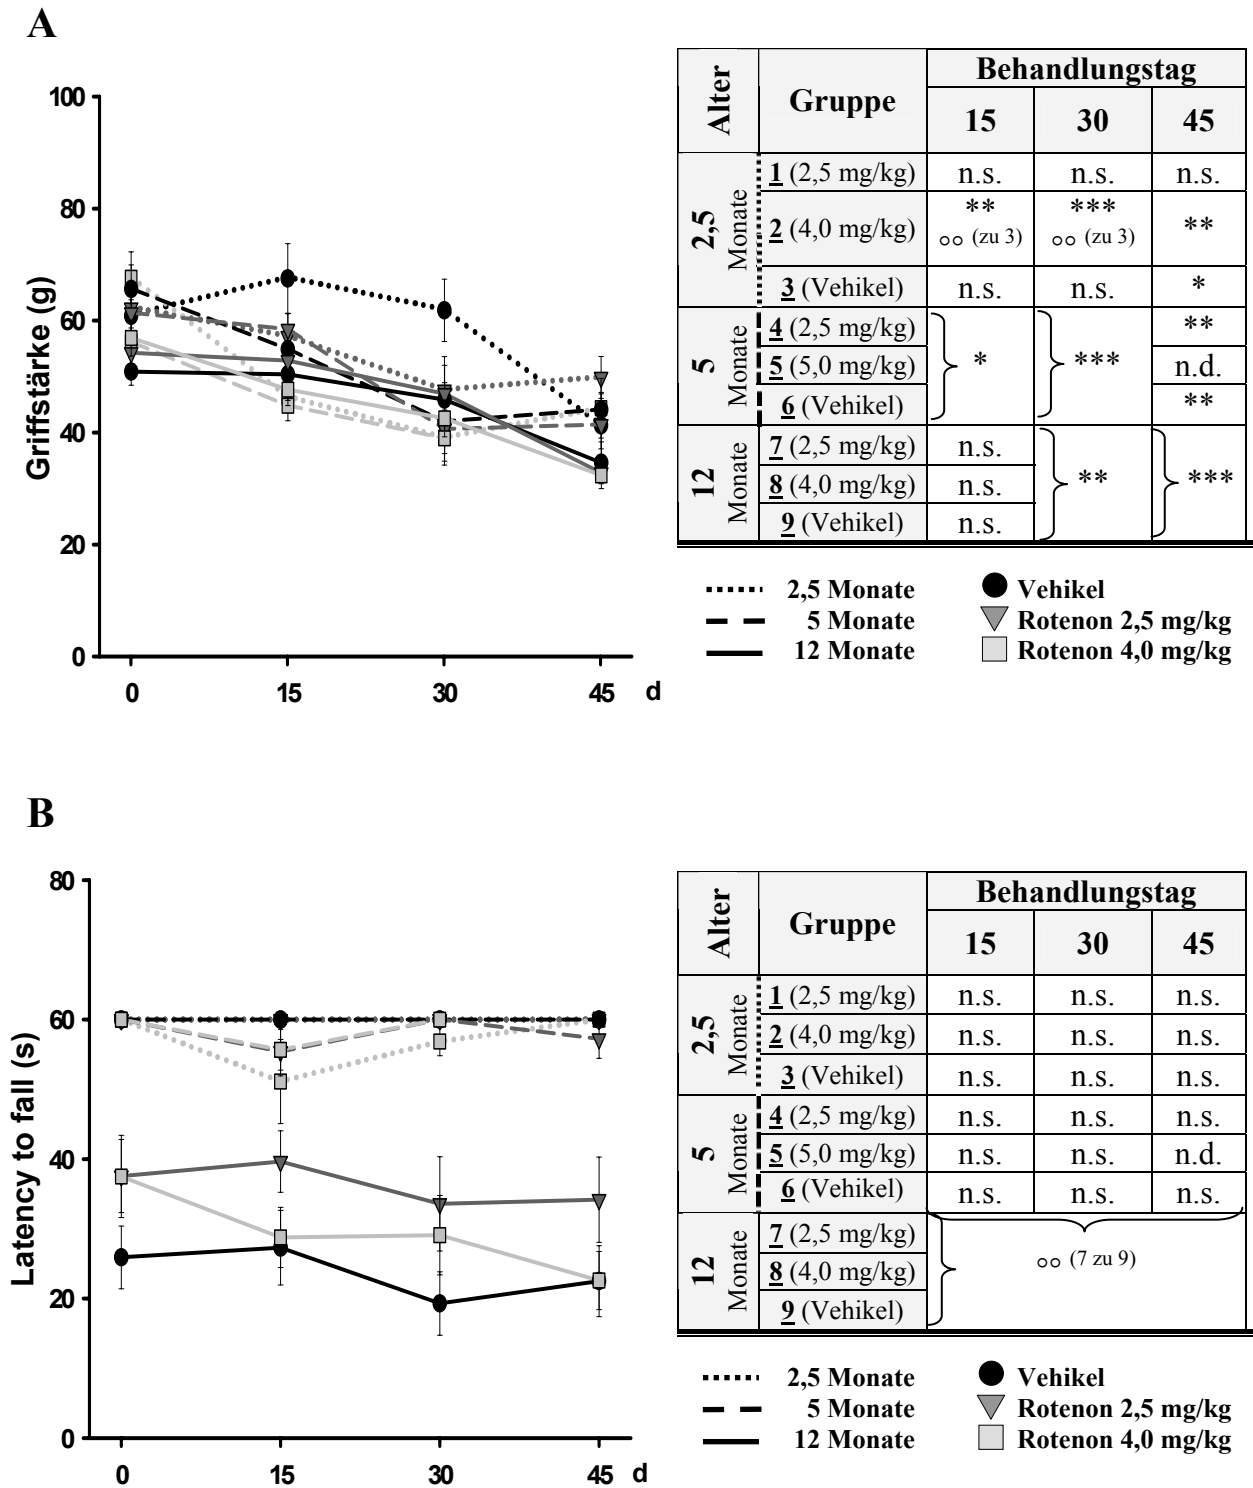 A
Griffstärke (g)
100
80
60
40
20
0
0 15 30 45 d
Alter Gruppe Behandlungstag
15 30 45
2,5 Monate
1 (2,5 mg/kg) n.s. n.s. n.s.
2 (4,0 mg/kg) ** *** **
°° (zu 3) °° (zu 3)
3 (Vehikel) n.s. n.s. *
5 Monate
4 (2,5 mg/kg) **
5 (5,0 mg/kg) * *** n.d.
6 (Vehikel) **
12 Monate
7 (2,5 mg/kg) n.s.
8 (4,0 mg/kg) n.s. ** ***
9 (Vehikel) n.s.
2,5 Monate Vehikel
5 Monate Rotenon 2,5 mg/kg
12 Monate Rotenon 4,0 mg/kg
B
Latency to fall (s)
80
60
40
20
0
0 15 30 45 d
Alter Gruppe Behandlungstag
15 30 45
2,5 Monate
1 (2,5 mg/kg) n.s. n.s. n.s.
2 (4,0 mg/kg) n.s. n.s. n.s.
3 (Vehikel) n.s. n.s. n.s.
5 Monate
4 (2,5 mg/kg) n.s. n.s. n.s.
5 (5,0 mg/kg) n.s. n.s. n.d.
6 (Vehikel) n.s. n.s. n.s.
12 Monate
7 (2,5 mg/kg)
8 (4,0 mg/kg) °° (7 zu 9)
9 (Vehikel)
2,5 Monate Vehikel
5 Monate Rotenon 2,5 mg/kg
12 Monate Rotenon 4,0 mg/kg